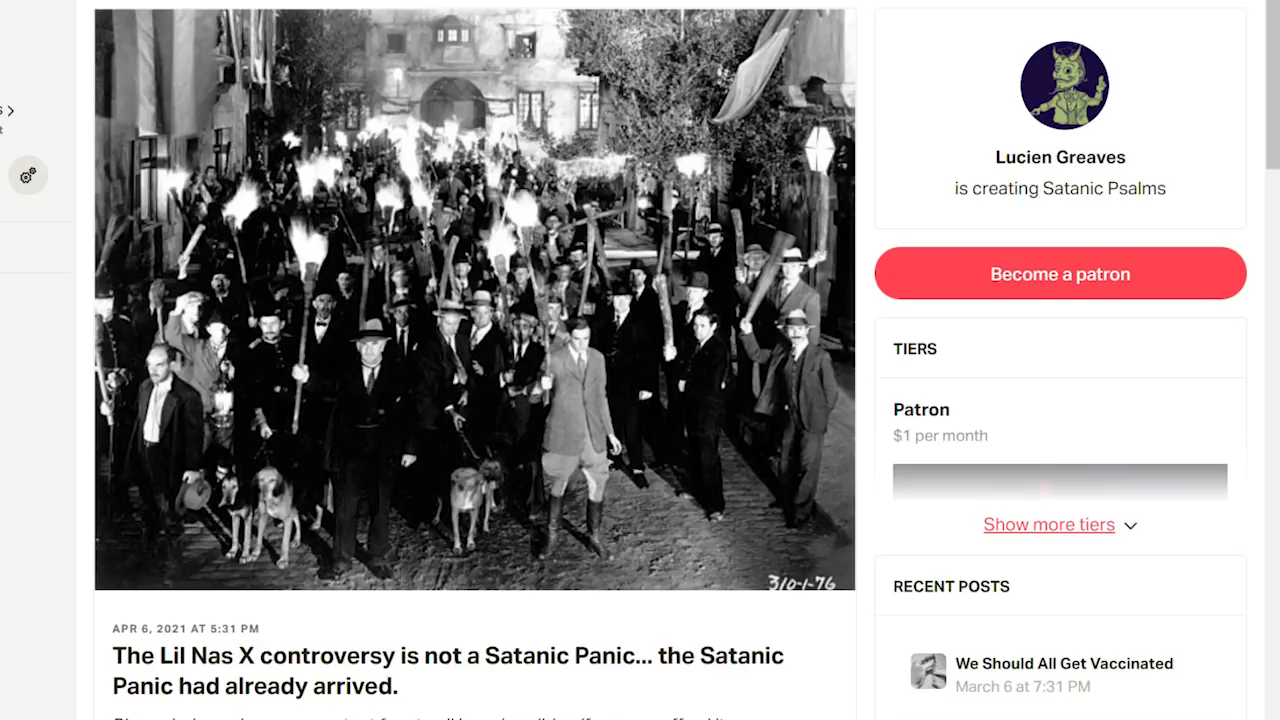 310-1-76
APR 6, 2021 AT 5:31 PM
The Lil Nas X controversy is not a Satanic Panic... the Satanic
Panic had already arrived.
Lucien Greaves
is creating Satanic Psalms
Become a patron
TIERS
Patron
$1 per month
Show more tiers
RECENT POSTS
We Should All Get Vaccinated
March 6 at 7:31 PM